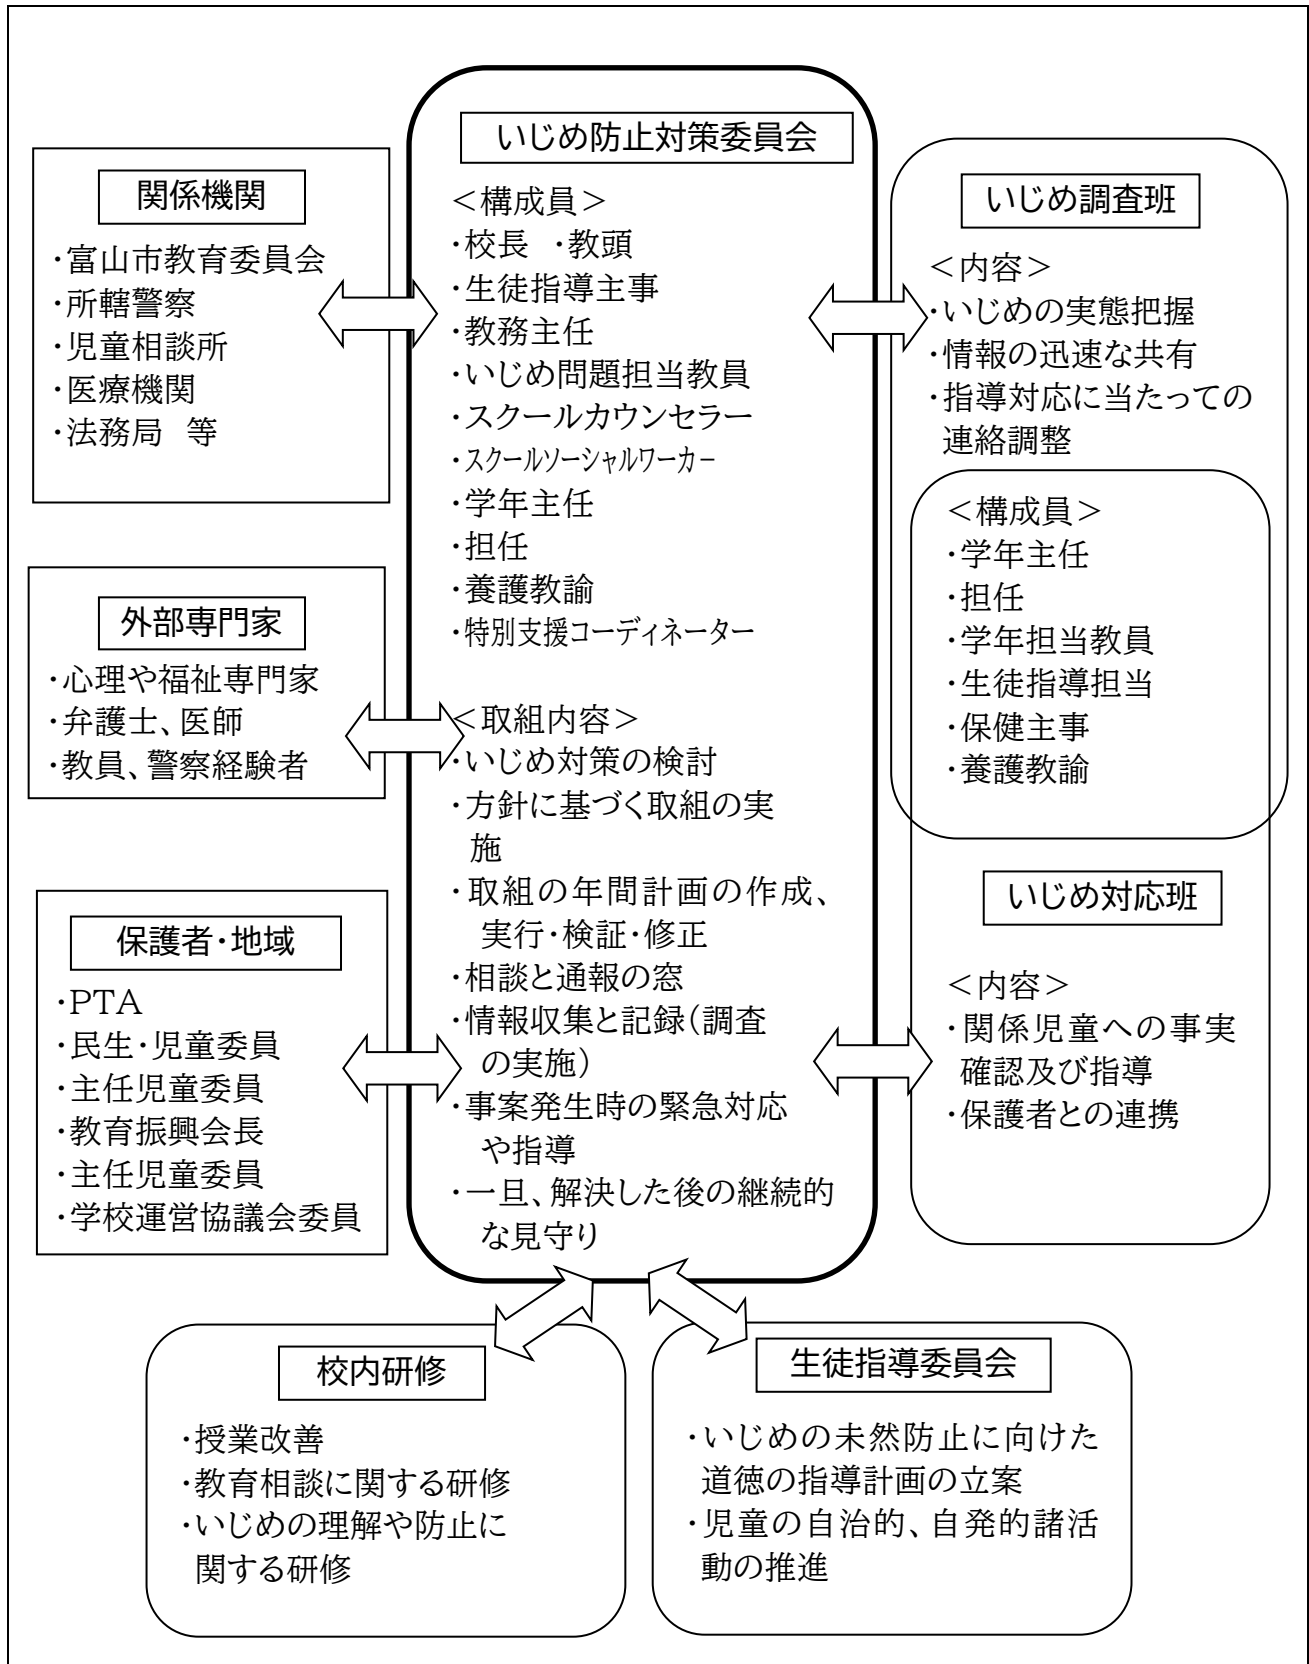 いじめ防止対策委員会
＜構成員＞
・校長　・教頭
・生徒指導主事
・教務主任
・いじめ問題担当教員
・スクールカウンセラー
・スクールソーシャルワーカー
・学年主任
・担任
・養護教諭
・特別支援コーディネーター
＜取組内容＞
・いじめ対策の検討
・方針に基づく取組の実
施
・取組の年間計画の作成、
実行・検証・修正
・相談と通報の窓
・情報収集と記録（調査
の実施）
・事案発生時の緊急対応
や指導
・一旦、解決した後の継続的
な見守り
関係機関
・富山市教育委員会
・所轄警察
・児童相談所
・医療機関
・法務局　等
外部専門家
・心理や福祉専門家
・弁護士、医師
・教員、警察経験者
保護者・地域
・PTA
・民生・児童委員
・主任児童委員
・教育振興会長
・主任児童委員
・学校運営協議会委員
いじめ調査班
＜内容＞
・いじめの実態把握
・情報の迅速な共有
・指導対応に当たっての
連絡調整
＜構成員＞
・学年主任
・担任
・学年担当教員
・生徒指導担当
・保健主事
・養護教諭
いじめ対応班
＜内容＞
・関係児童への事実
確認及び指導
・保護者との連携
校内研修
・授業改善
・教育相談に関する研修
・いじめの理解や防止に
関する研修
生徒指導委員会
・いじめの未然防止に向けた
道徳の指導計画の立案
・児童の自治的、自発的諸活
動の推進